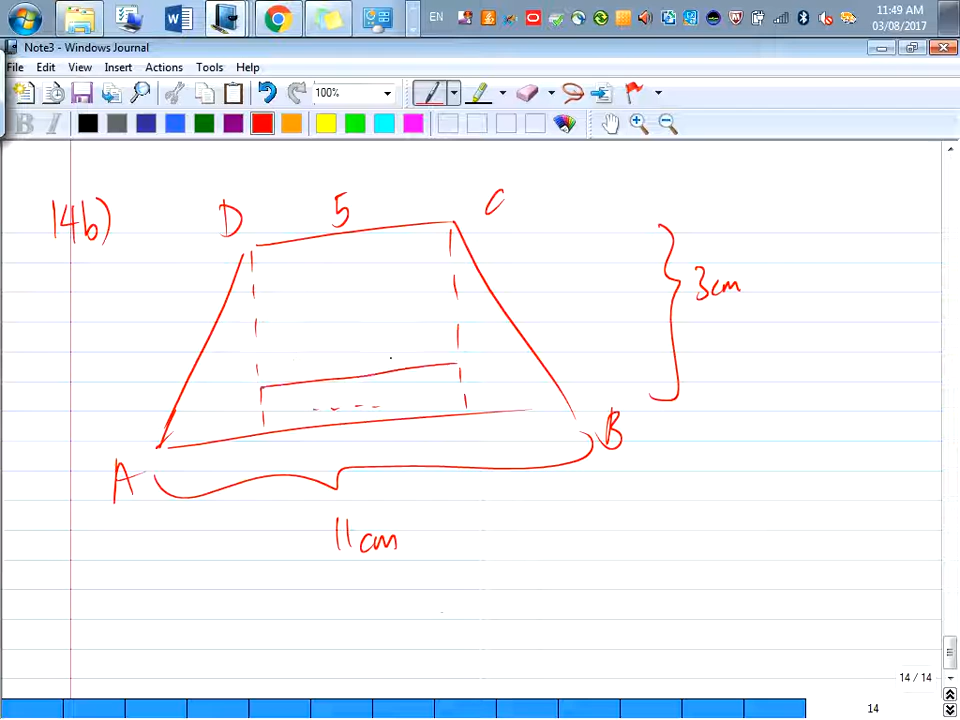 EN
11:49 AM
03/08/2017
Note3 - Windows Journal
File Edit View Insert Actions Tools Help
100%
B I
14b)
D 5 C
3cm
A B
11cm
14 / 14
14